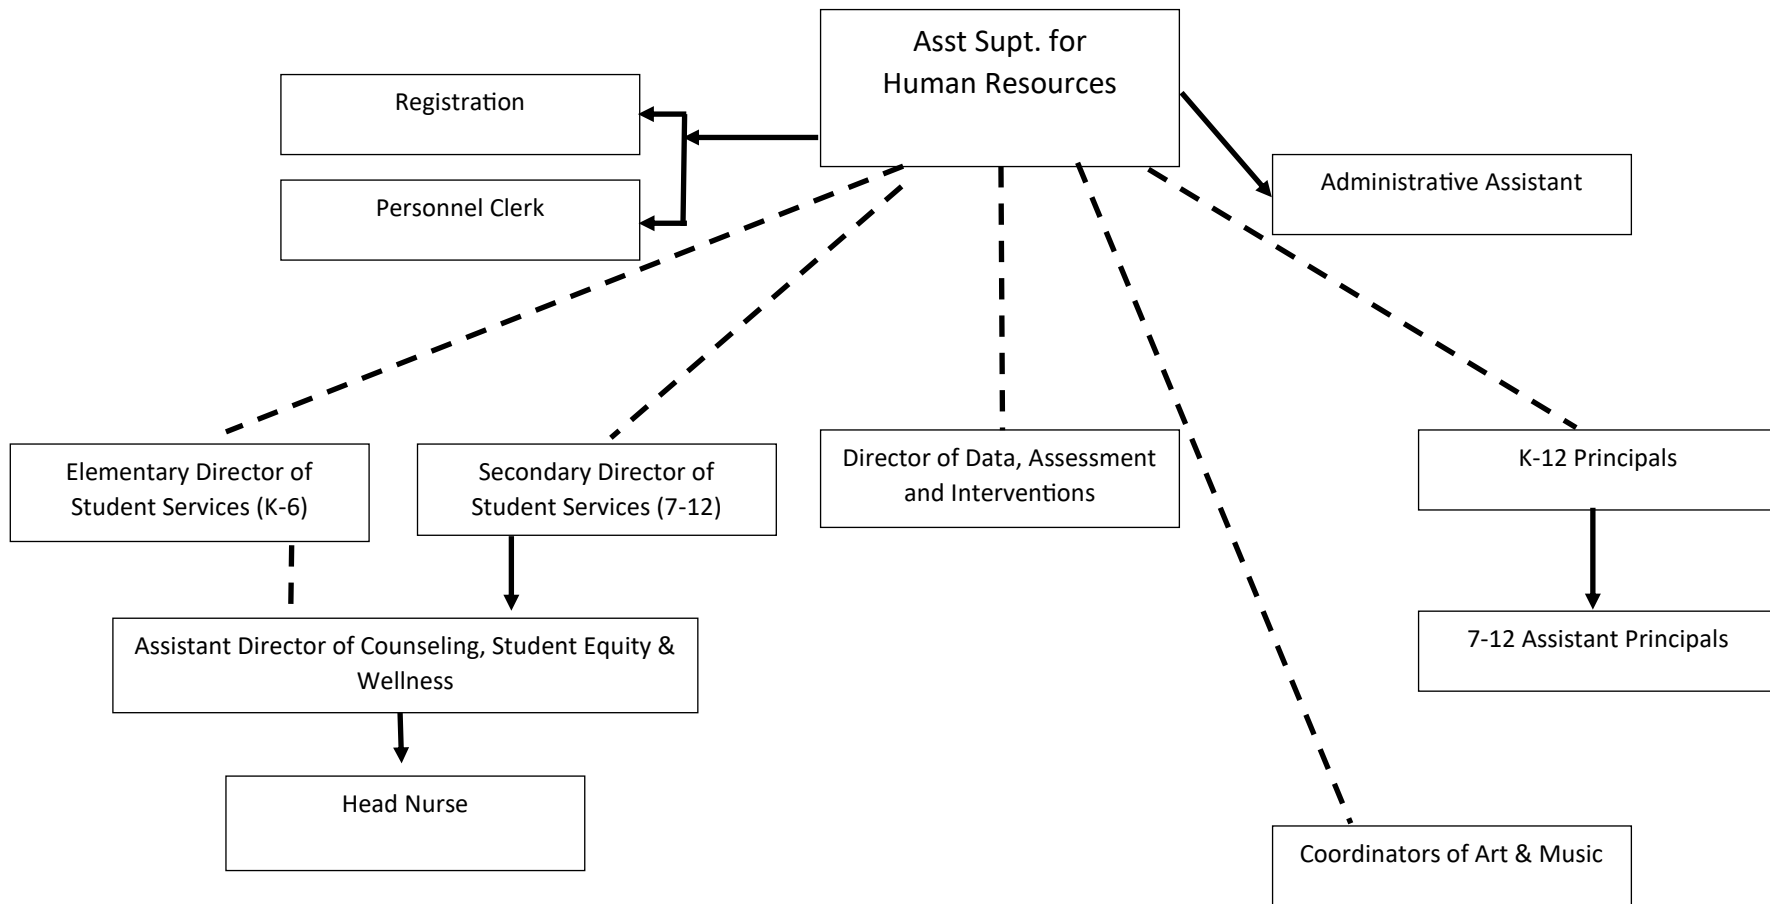 Asst Supt. for
Human Resources
Registration
Personnel Clerk
Administrative Assistant
Elementary Director of
Student Services (K-6)
Secondary Director of
Student Services (7-12)
Director of Data, Assessment
and Interventions
K-12 Principals
Assistant Director of Counseling, Student Equity &
Wellness
7-12 Assistant Principals
Head Nurse
Coordinators of Art & Music